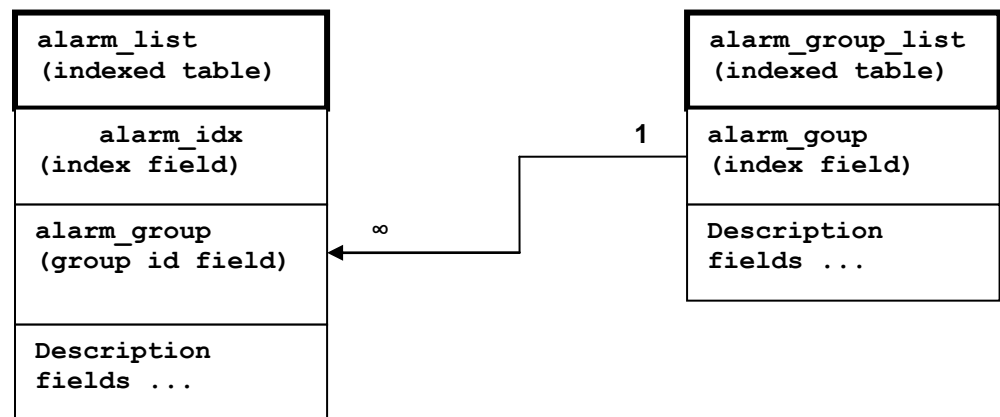 alarm_list
(indexed table)
alarm_idx
(index field)
alarm_group
(group id field)
Description
fields ...
∞
1
alarm_group_list
(indexed table)
alarm_goup
(index field)
Description
fields ...